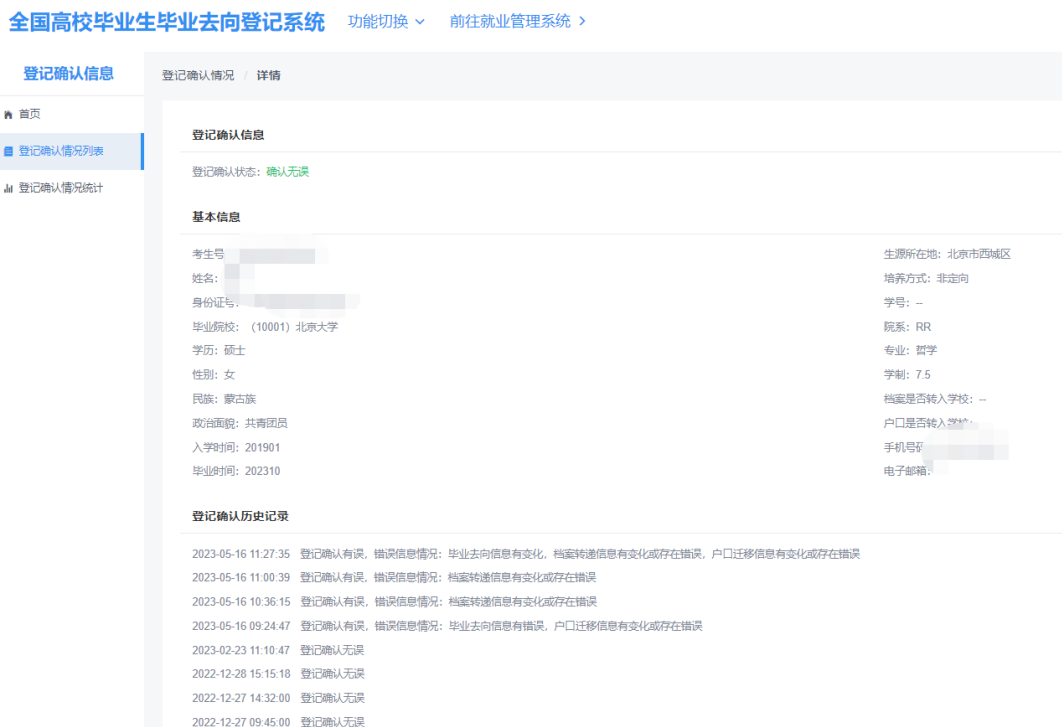 全国高校毕业生毕业去向登记系统 功能切换 前往就业管理系统
登记确认信息
首页
登记确认情况列表
登记确认情况统计
登记确认情况 / 详情
登记确认信息
登记确认状态：确认无误
基本信息
考生号
姓名：
身份证号：
毕业院校：（10001）北京大学
学历：硕士
性别：女
民族：蒙古族
政治面貌：共青团员
入学时间：201901
毕业时间：202310
生源所在地：北京市西城区
培养方式：非定向
学号：--
院系：RR
专业：哲学
学制：7.5
档案是否转入学校：--
户口是否转入学校：
手机号码
电子邮箱：
登记确认历史记录
2023-05-16 11:27:35 登记确认有误，错误信息情况：毕业去向信息有变化，档案转递信息有变化或存在错误，户口迁移信息有变化或存在错误
2023-05-16 11:00:39 登记确认有误，错误信息情况：档案转递信息有变化或存在错误
2023-05-16 10:36:15 登记确认有误，错误信息情况：档案转递信息有变化或存在错误
2023-05-16 09:24:47 登记确认有误，错误信息情况：毕业去向信息有错误，户口迁移信息有变化或存在错误
2023-02-23 11:10:47 登记确认无误
2022-12-28 15:15:18 登记确认无误
2022-12-27 14:32:00 登记确认无误
2022-12-27 09:45:00 登记确认无误